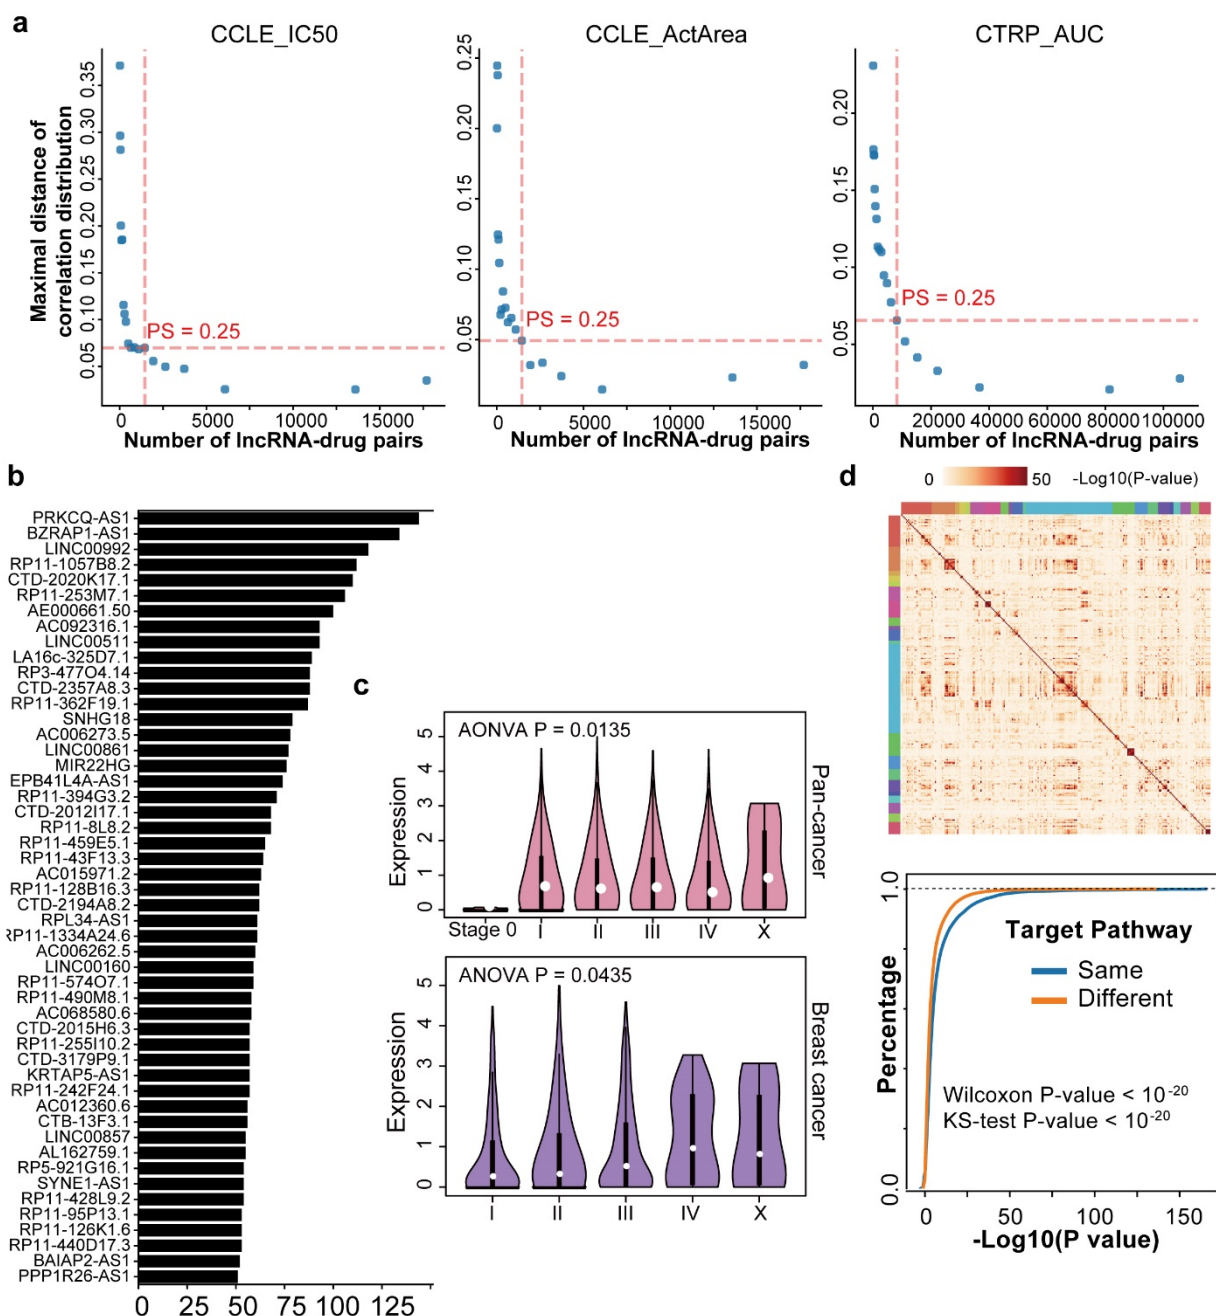 a
CCLE_IC50
CCLE_ActArea
CTRP_AUC
Maximal distance of
correlation distribution
0.35
0.30
0.25
0.20
0.15
0.10
0.05
PS = 0.25
0 5000 10000 15000
Number of lncRNA-drug pairs
0.25
0.20
0.15
0.10
0.05
PS = 0.25
0 5000 10000 15000
Number of lncRNA-drug pairs
0.20
0.15
0.10
0.05
PS = 0.25
0 20000 40000 60000 80000 100000
Number of lncRNA-drug pairs
b
PRKCQ-AS1
BZRAP1-AS1
LINC00992
RP11-1057B8.2
CTD-2020K17.1
RP11-253M7.1
AE000661.50
AC092316.1
LINC00511
LA16c-325D7.1
RP3-477O4.14
CTD-2357A8.3
RP11-362F19.1
SNHG18
AC006273.5
LINC00861
MIR22HG
EPB41L4A-AS1
RP11-394G3.2
CTD-2012I17.1
RP11-8L8.2
RP11-459E5.1
RP11-43F13.3
AC015971.2
RP11-128B16.3
CTD-2194A8.2
RPL34-AS1
RP11-1334A24.6
AC006262.5
LINC00160
RP11-574O7.1
RP11-490M8.1
AC068580.6
CTD-2015H6.3
RP11-255I10.2
CTD-3179P9.1
KRTAP5-AS1
RP11-242F24.1
AC012360.6
CTB-13F3.1
LINC00857
AL162759.1
RP5-921G16.1
SYNE1-AS1
RP11-428L9.2
RP11-95P13.1
RP11-126K1.6
RP11-440D17.3
BAIAP2-AS1
PPP1R26-AS1
0 25 50 75 100 125
c
AONVA P = 0.0135
Expression
5
4
3
2
1
0
Stage 0 I II III IV X
Pan-cancer
ANOVA P = 0.0435
Expression
5
4
3
2
1
0
I II III IV X
Breast cancer
d
0 50 -Log10(P-value)
Percentage
1.0
0.0
Target Pathway
Same
Different
Wilcoxon P-value < 10-20
KS-test P-value < 10-20
0 50 100 150
-Log10(P value)